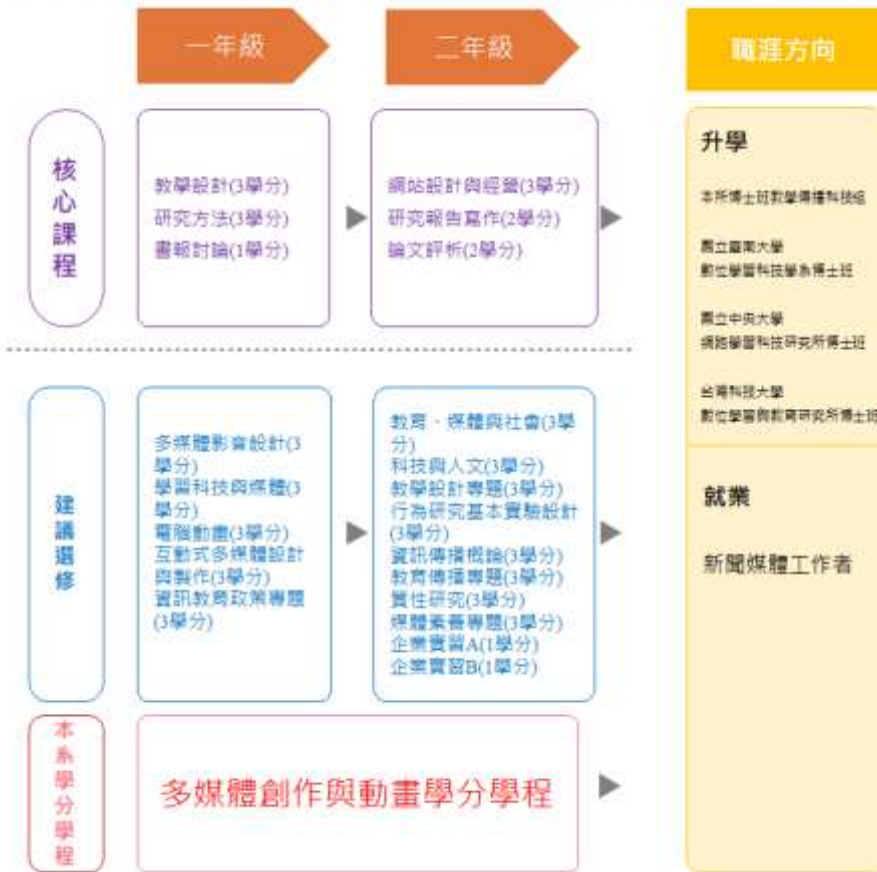 一年級
二年級
職涯方向
核心課程
教學設計(3學分)
研究方法(3學分)
書報討論(1學分)
網站設計與經營(3學分)
研究報告寫作(2學分)
論文評析(2學分)
升學
本所博士班教學傳播科技組
國立臺南大學
數位學習科技學系博士班
國立中央大學
網路學習科技研究所博士班
台灣科技大學
數位學習與教育研究所博士班
建議選修
多媒體影音設計(3
學分)
學習科技與媒體(3
學分)
電腦動畫(3學分)
互動式多媒體設計
與製作(3學分)
資訊教育政策專題
(3學分)
教育、媒體與社會(3學
分)
科技與人文(3學分)
教學設計專題(3學分)
行為研究基本實驗設計
(3學分)
資訊傳播概論(3學分)
教育傳播專題(3學分)
質性研究(3學分)
媒體素養專題(3學分)
企業實習A(1學分)
企業實習B(1學分)
就業
新聞媒體工作者
本系學分學程
多媒體創作與動畫學分學程